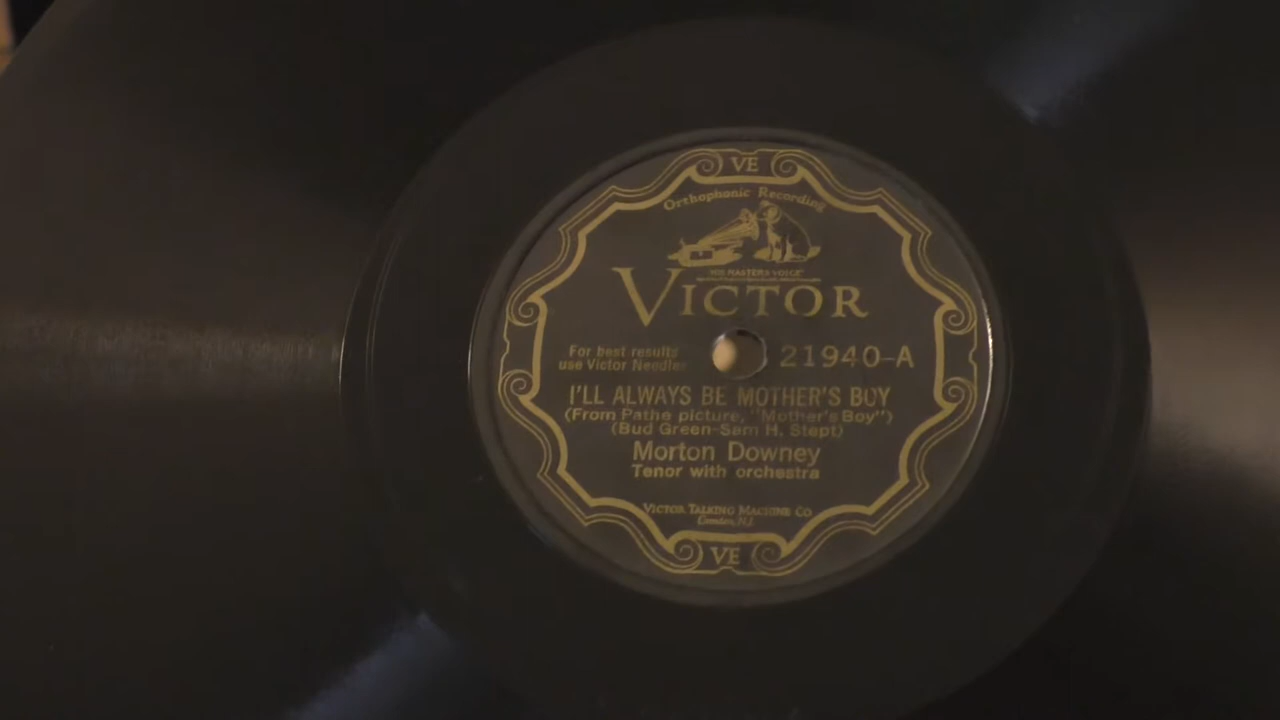 VE
Orthophonic Recording
"HIS MASTERS VOICE"
VICTOR
For best results
use Victor Needles
21940-A
I'LL ALWAYS BE MOTHER'S BOY
(From Pathe picture, "Mother's Boy")
(Bud Green-Sam H. Stept)
Morton Downey
Tenor with orchestra
VICTOR TALKING MACHINE CO
Camden, N.J.
VE